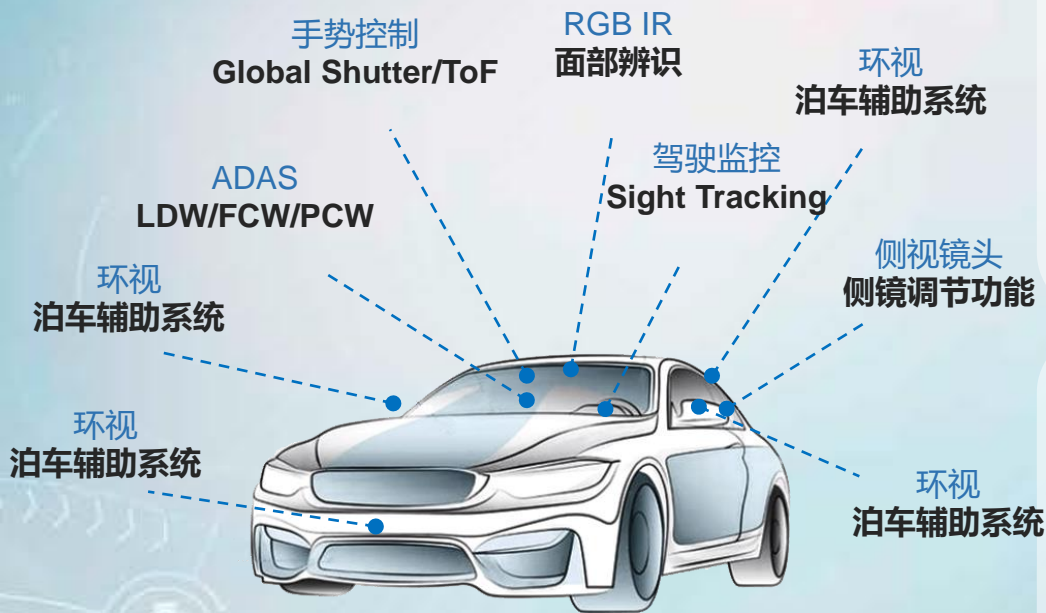 手势控制
Global Shutter/ToF
RGB IR
面部辨识
环视
泊车辅助系统
ADAS
LDW/FCW/PCW
驾驶监控
Sight Tracking
环视
泊车辅助系统
侧视镜头
侧镜调节功能
环视
泊车辅助系统
环视
泊车辅助系统